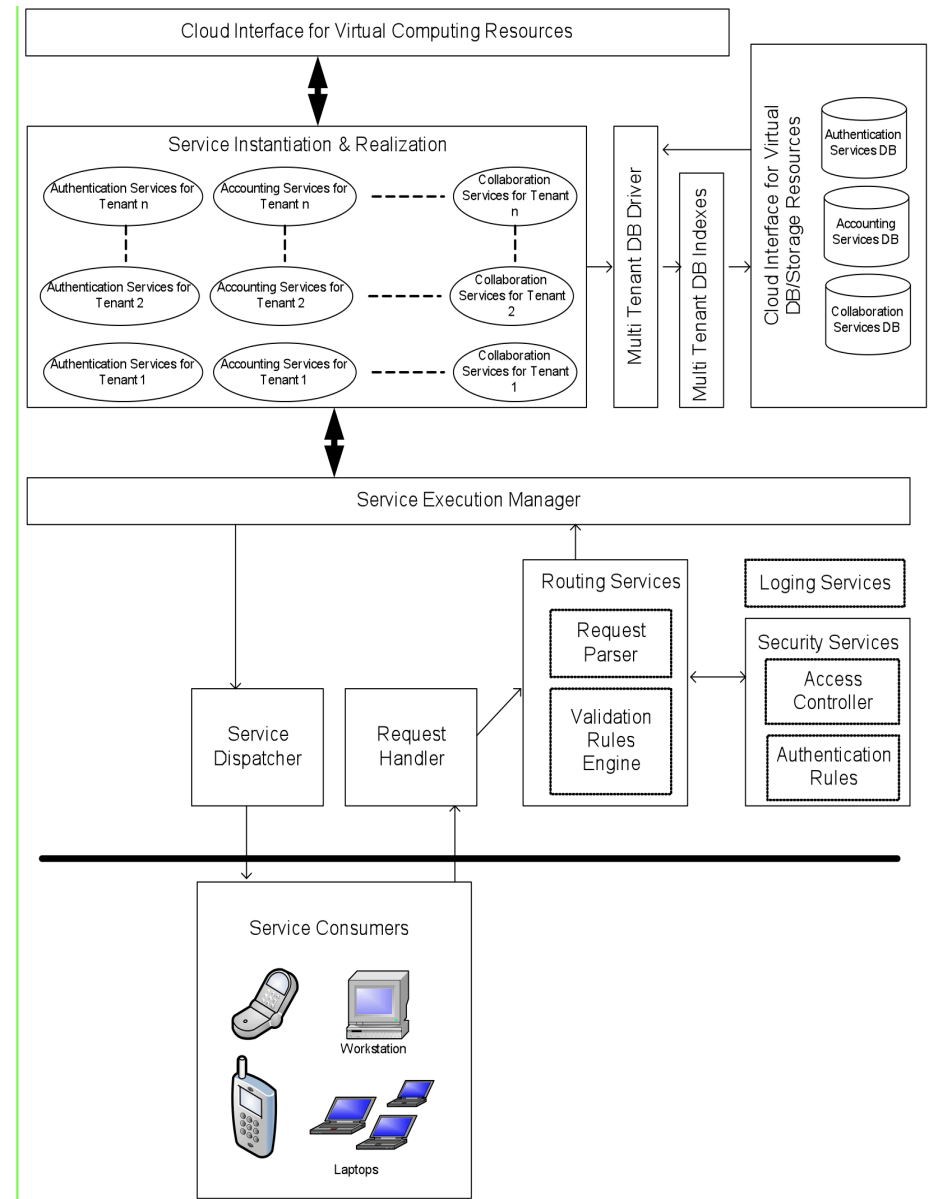 Cloud Interface for Virtual Computing Resources
Service Instantiation & Realization
Authentication Services for
Tenant n
Accounting Services for
Tenant n
Collaboration
Services for Tenant
n
Authentication Services for
Tenant 2
Accounting Services for
Tenant 2
Collaboration
Services for Tenant
2
Authentication Services for
Tenant 1
Accounting Services for
Tenant 1
Collaboration
Services for Tenant
1
Multi Tenant DB Driver
Multi Tenant DB Indexes
Cloud Interface for Virtual
DB/Storage Resources
Authentication
Services DB
Accounting
Services DB
Collaboration
Services DB
Service Execution Manager
Routing Services
Request
Parser
Validation
Rules
Engine
Loging Services
Security Services
Access
Controller
Authentication
Rules
Service
Dispatcher
Request
Handler
Service Consumers
Workstation
Laptops